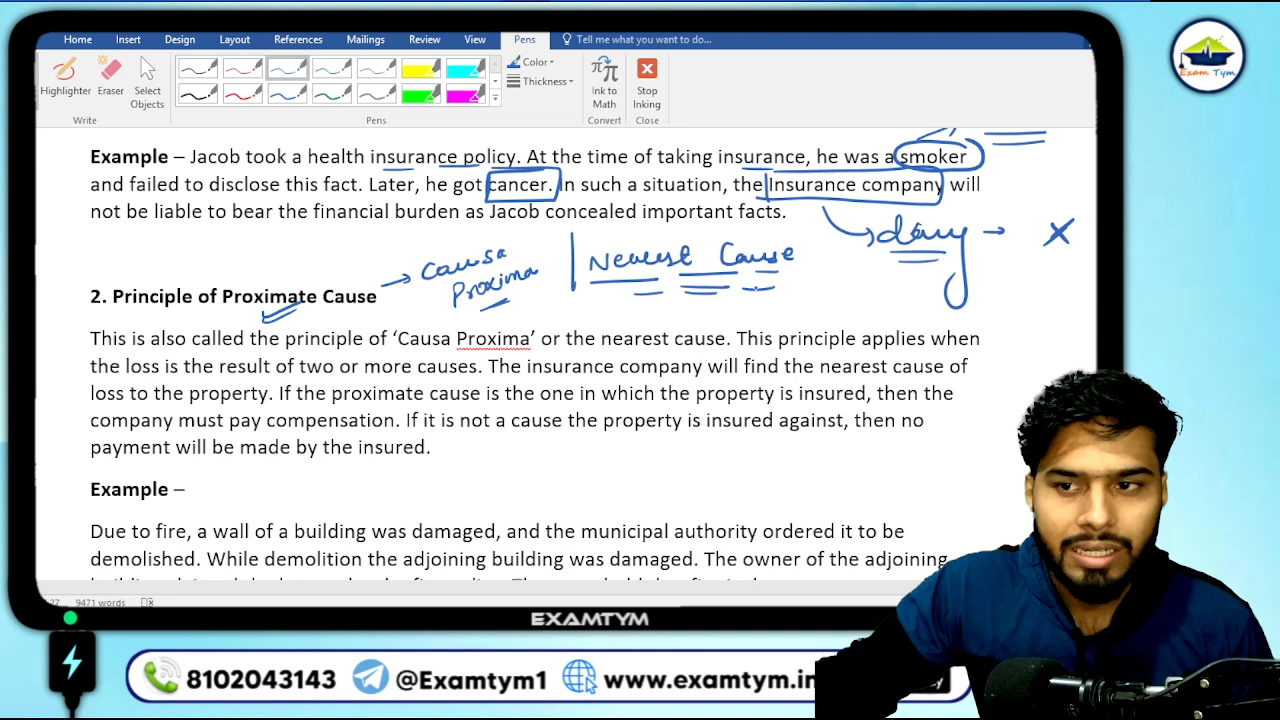 Home Insert Design Layout References Mailings Review View Pens Tell me what you want to do...
Highlighter Eraser Select Objects
Color
Thickness
Ink to Math
Stop Inking
Write Pens Convert Close
Exam Tym
Example – Jacob took a health insurance policy. At the time of taking insurance, he was a smoker
and failed to disclose this fact. Later, he got cancer. In such a situation, the Insurance company will
not be liable to bear the financial burden as Jacob concealed important facts.
deny
Causa Proxima
Nearest Cause
2. Principle of Proximate Cause
This is also called the principle of ‘Causa Proxima’ or the nearest cause. This principle applies when
the loss is the result of two or more causes. The insurance company will find the nearest cause of
loss to the property. If the proximate cause is the one in which the property is insured, then the
company must pay compensation. If it is not a cause the property is insured against, then no
payment will be made by the insured.
Example –
Due to fire, a wall of a building was damaged, and the municipal authority ordered it to be
demolished. While demolition the adjoining building was damaged. The owner of the adjoining
9471 words
EXAMTYM
8102043143 @Examtym1 www.examtym.in